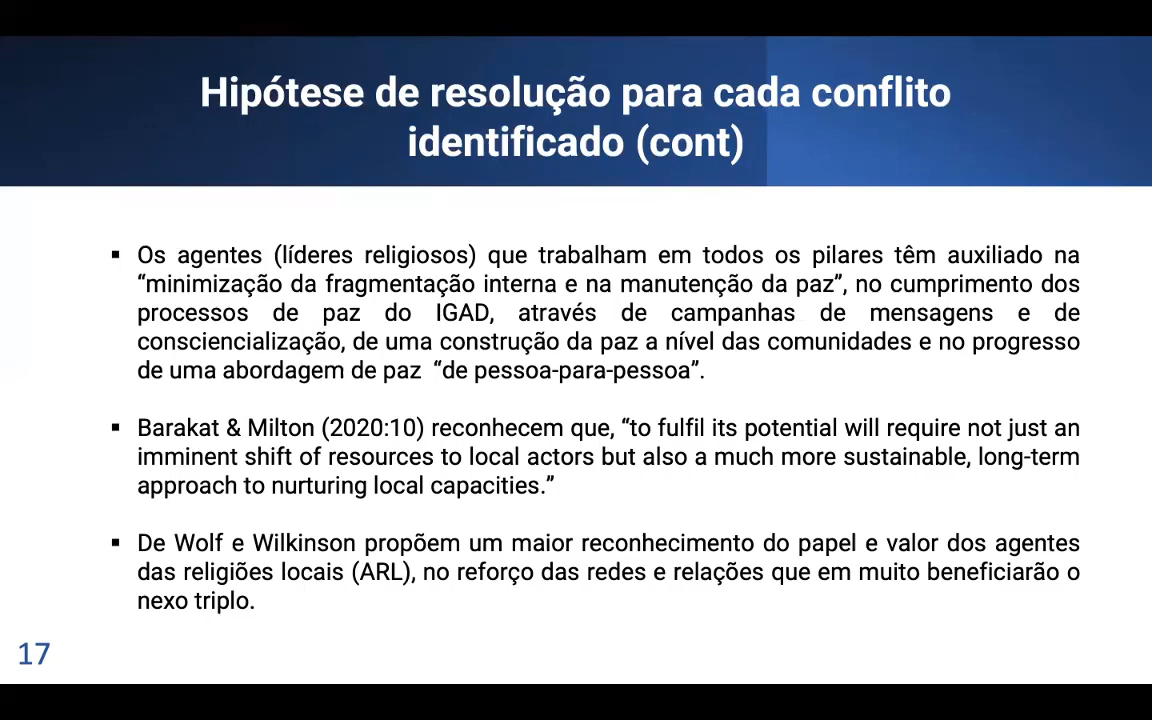 Hipótese de resolução para cada conflito
identificado (cont)
▪ Os agentes (líderes religiosos) que trabalham em todos os pilares têm auxiliado na
“minimização da fragmentação interna e na manutenção da paz”, no cumprimento dos
processos de paz do IGAD, através de campanhas de mensagens e de
consciencialização, de uma construção da paz a nível das comunidades e no progresso
de uma abordagem de paz “de pessoa-para-pessoa”.
▪ Barakat & Milton (2020:10) reconhecem que, “to fulfil its potential will require not just an
imminent shift of resources to local actors but also a much more sustainable, long-term
approach to nurturing local capacities.”
▪ De Wolf e Wilkinson propõem um maior reconhecimento do papel e valor dos agentes
das religiões locais (ARL), no reforço das redes e relações que em muito beneficiarão o
nexo triplo.
17